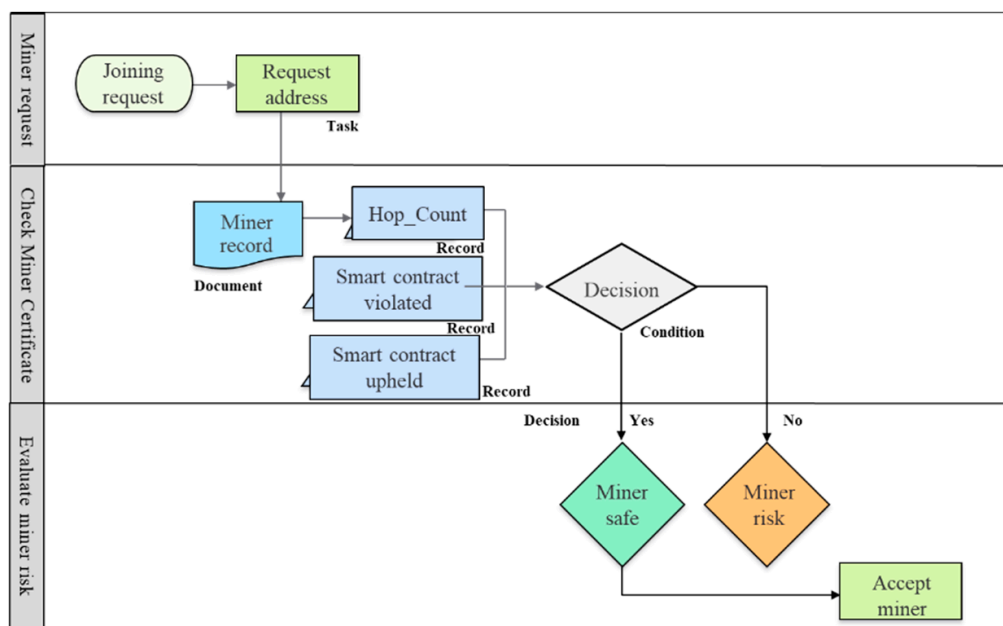 Miner request
Joining
request
Request
address
Task
Check Miner Certificate
Miner
record
Document
Hop_Count
Record
Smart contract
violated
Record
Smart contract
upheld
Record
Decision
Condition
Evaluate miner
risk
Decision
Yes
No
Miner
safe
Miner
risk
Accept
miner